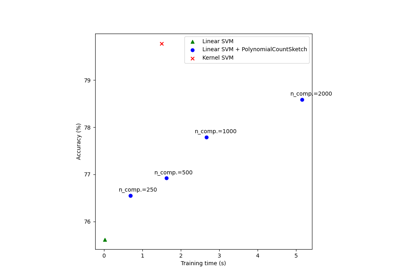 Linear SVM
Linear SVM + PolynomialCountSketch
Kernel SVM
79
78
77
76
Accuracy (%)
n_comp.=2000
n_comp.=1000
n_comp.=500
n_comp.=250
0 1 2 3 4 5
Training time (s)